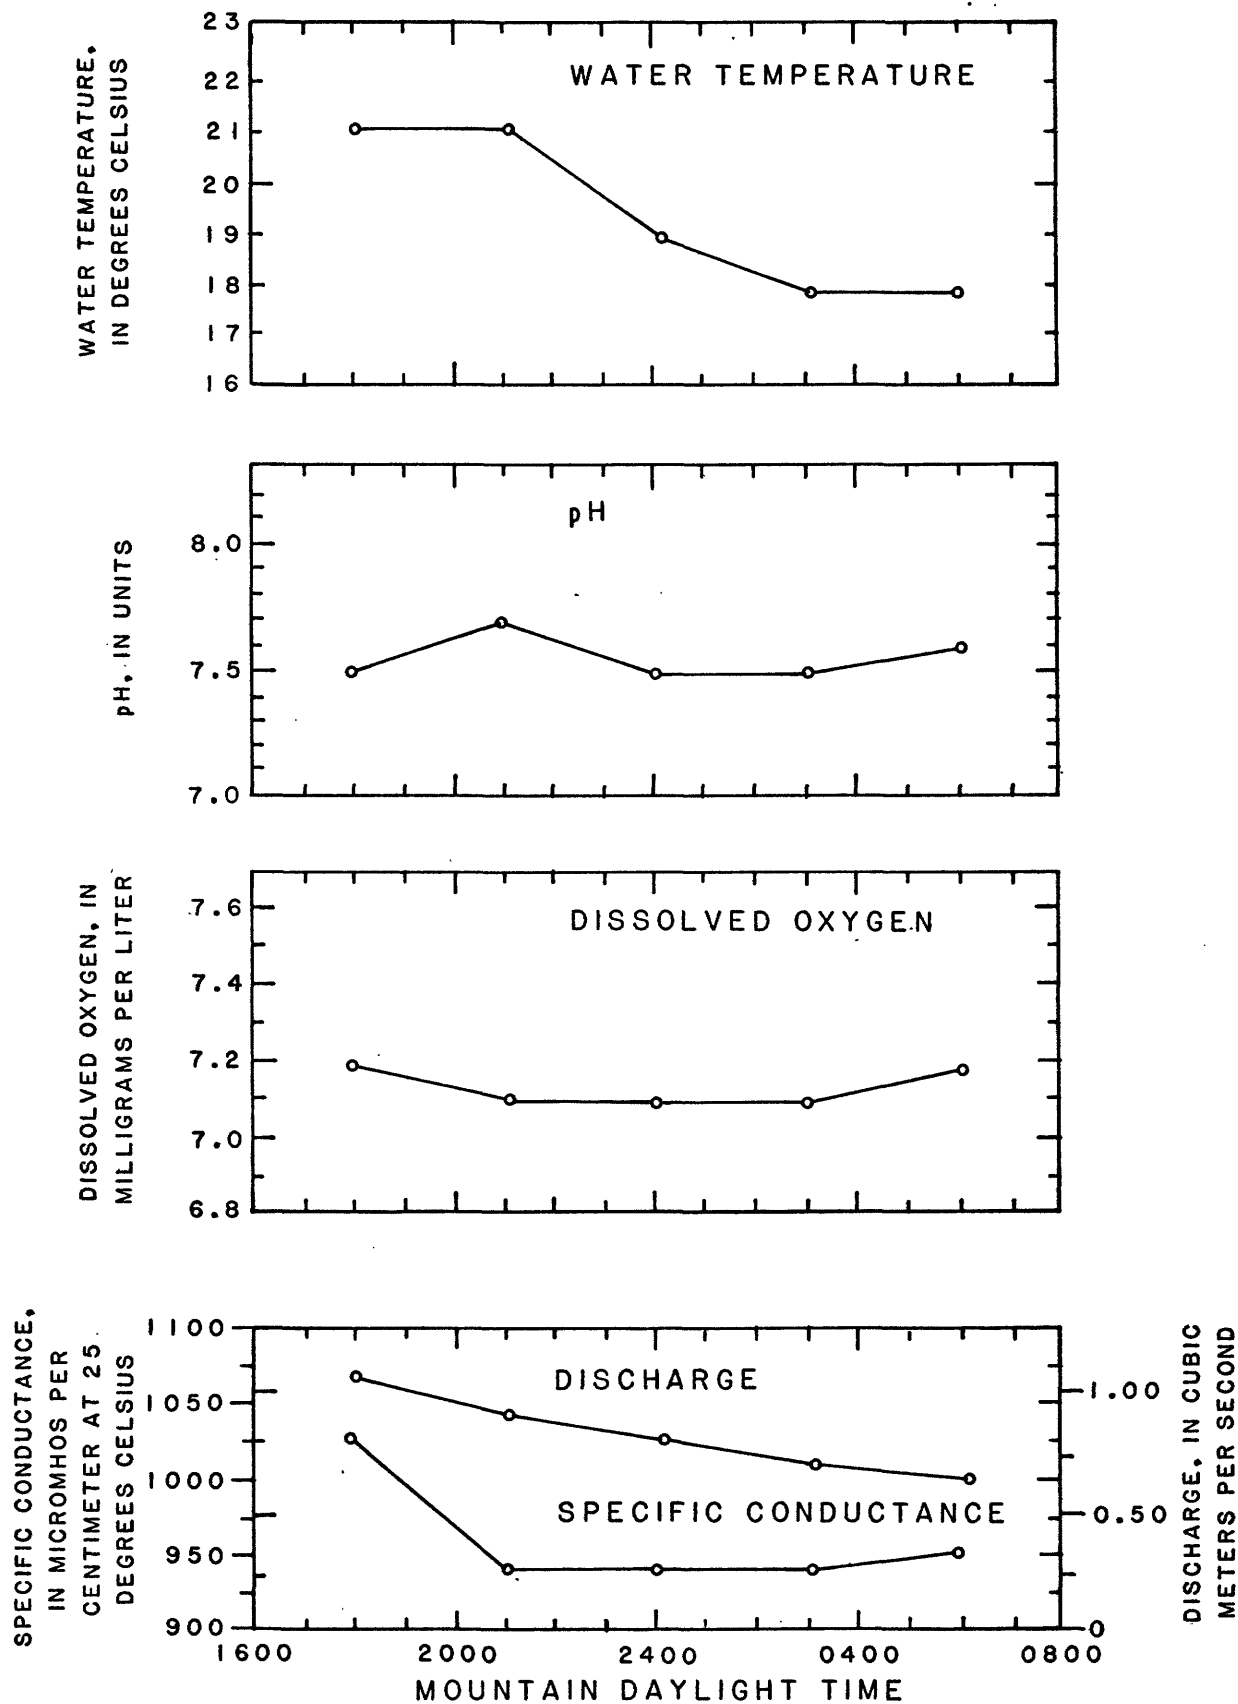 WATER TEMPERATURE,
IN DEGREES CELSIUS
23
22
21
20
19
18
17
16
WATER TEMPERATURE
pH, IN UNITS
8.0
7.5
7.0
pH
DISSOLVED OXYGEN, IN
MILLIGRAMS PER LITER
7.6
7.4
7.2
7.0
6.8
DISSOLVED OXYGEN
SPECIFIC CONDUCTANCE,
IN MICROMHOS PER
CENTIMETER AT 25
DEGREES CELSIUS
1100
1050
1000
950
900
DISCHARGE
SPECIFIC CONDUCTANCE
1.00
0.50
0
DISCHARGE, IN CUBIC
METERS PER SECOND
1600 2000 2400 0400 0800
MOUNTAIN DAYLIGHT TIME